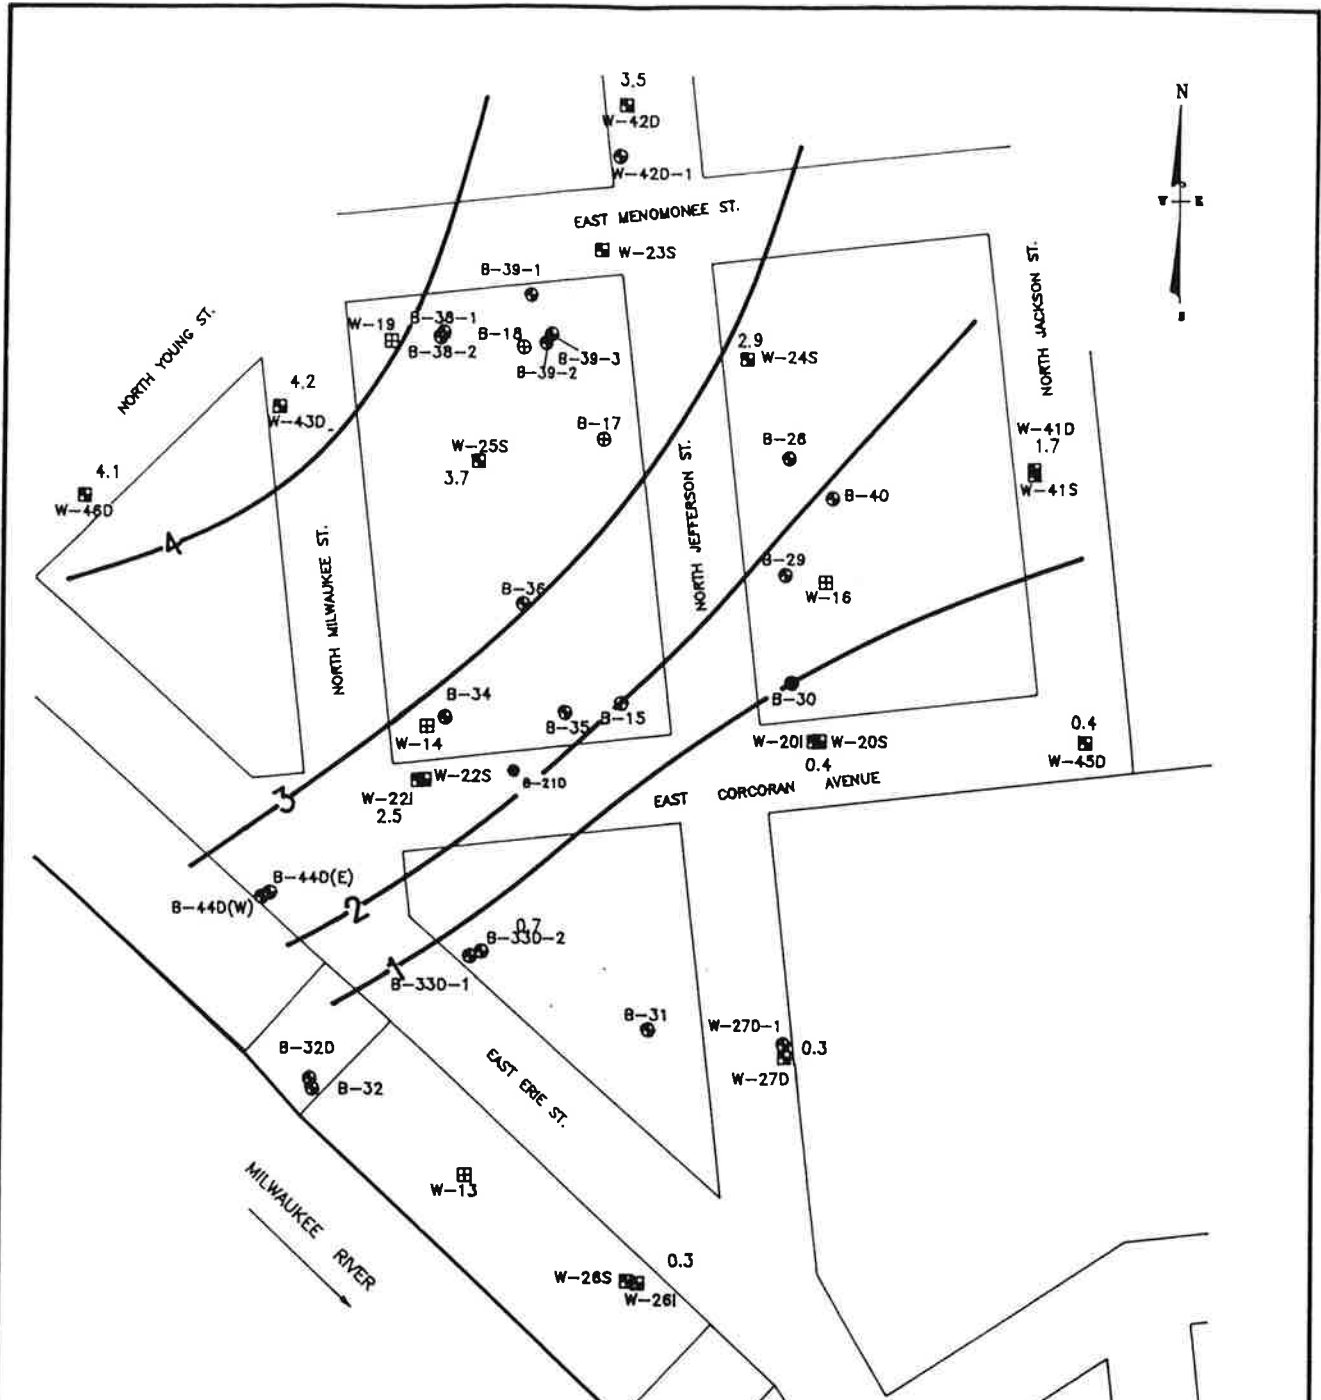 3.5
W-42D
W-42D-1
N
W E
S
EAST MENOMONEE ST.
W-23S
B-39-1
NORTH YOUNG ST.
W-19
B-38-1
B-38-2
B-18
B-39-3
B-39-2
2.9
W-24S
NORTH JACKSON ST.
4.2
W-43D
B-17
W-25S
3.7
B-28
W-41D
1.7
W-41S
4.1
W-46D
B-40
NORTH JEFFERSON ST.
4
NORTH MILWAUKEE ST.
B-29
W-16
B-36
B-34
W-14
B-35
B-15
B-30
W-20I
W-20S
0.4
0.4
W-45D
W-22S
W-22I
2.5
B-21D
EAST CORCORAN AVENUE
3
B-44D(E)
B-44D(W)
2
0.7
B-33D-2
1
B-33D-1
B-31
W-27D-1
0.3
W-27D
B-32D
B-32
EAST ERIE ST.
W-13
MILWAUKEE RIVER
0.3
W-26S
W-26I